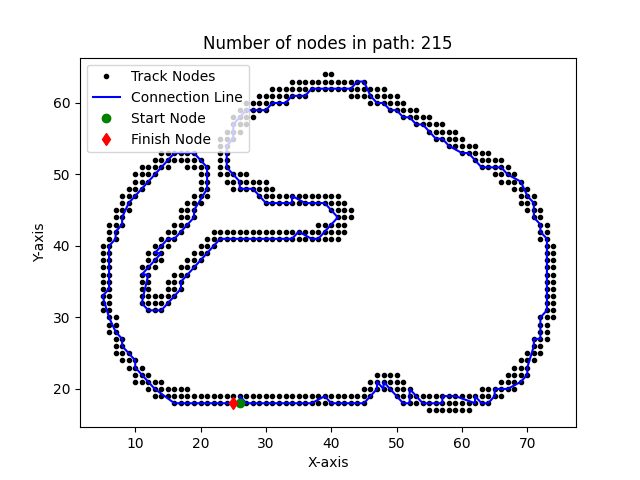 Number of nodes in path: 215
Track Nodes
Connection Line
Start Node
Finish Node
60
50
40
30
20
Y-axis
10 20 30 40 50 60 70
X-axis